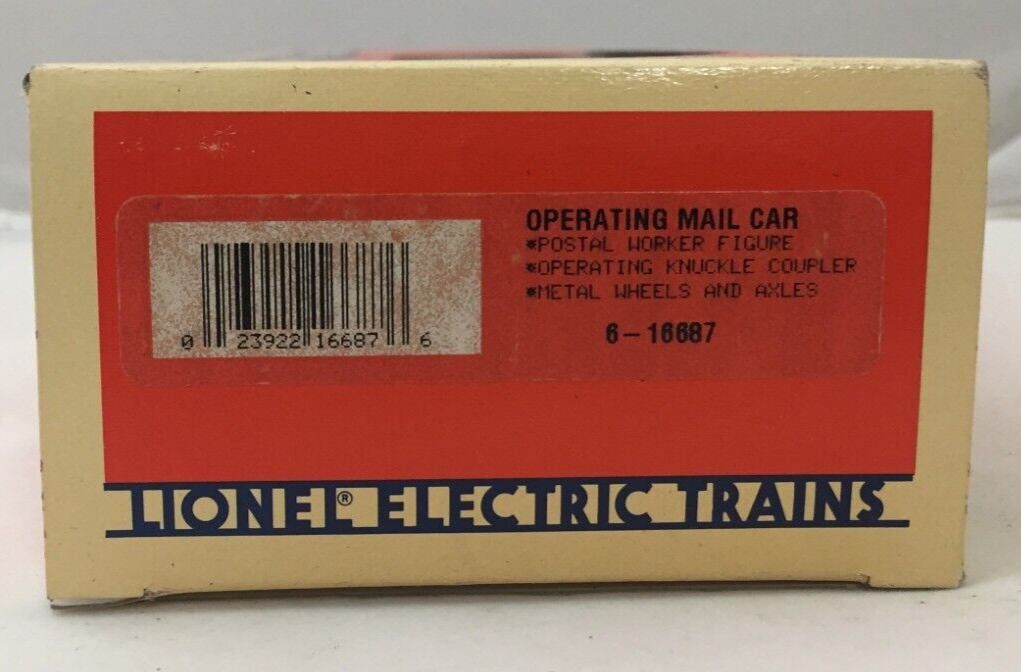 OPERATING MAIL CAR
*POSTAL WORKER FIGURE
*OPERATING KNUCKLE COUPLER
*METAL WHEELS AND AXLES
6-16687
0 23922 16687 6
LIONEL® ELECTRIC TRAINS